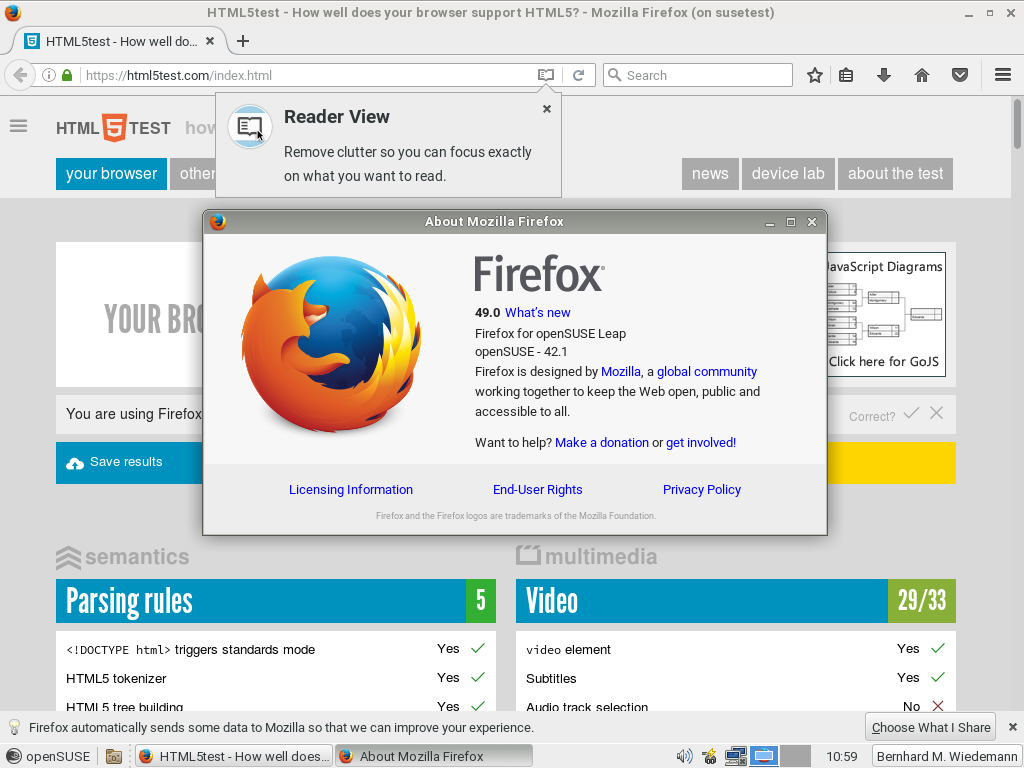 HTML5test - How well does your browser support HTML5? - Mozilla Firefox (on susetest)
HTML5test - How well do...
https://html5test.com/index.html
Search
Reader View
Remove clutter so you can focus exactly
on what you want to read.
HTML 5 TEST how
your browser other news device lab about the test
About Mozilla Firefox
YOUR BRO
Firefox
49.0 What's new
Firefox for openSUSE Leap
openSUSE - 42.1
Firefox is designed by Mozilla, a global community
working together to keep the Web open, public and
accessible to all.
Want to help? Make a donation or get involved!
Licensing Information End-User Rights Privacy Policy
Firefox and the Firefox logos are trademarks of the Mozilla Foundation.
JavaScript Diagrams
Click here for GoJS
You are using Firefox
Correct?
Save results
semantics
Parsing rules 5
<!DOCTYPE html> triggers standards mode Yes
HTML5 tokenizer Yes
HTML5 tree building Yes
multimedia
Video 29/33
video element Yes
Subtitles Yes
Audio track selection No
Firefox automatically sends some data to Mozilla so that we can improve your experience.
Choose What I Share
openSUSE
HTML5test - How well does...
About Mozilla Firefox
10:59
Bernhard M. Wiedemann